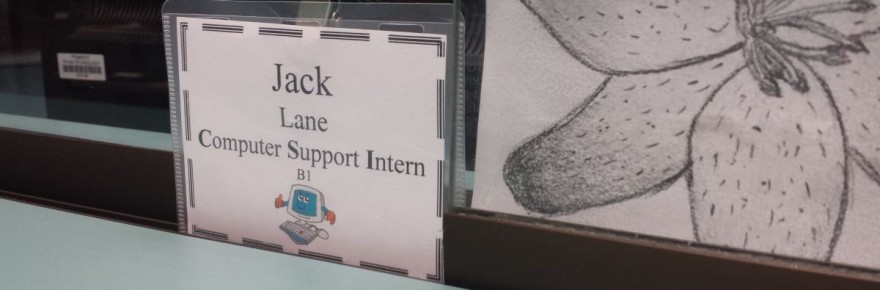 Jack
Lane
Computer Support Intern
B1